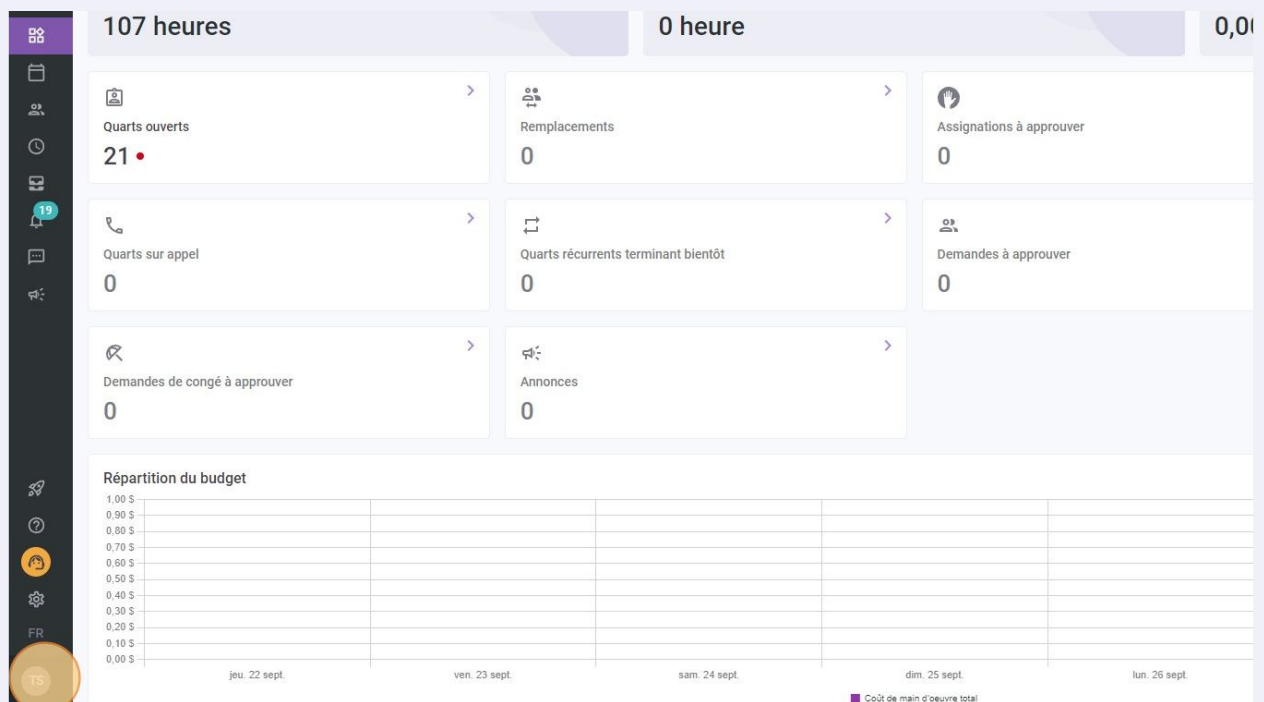 107 heures
0 heure
0,00
Quarts ouverts
21
Remplacements
0
Assignations à approuver
0
19
Quarts sur appel
0
Quarts récurrents terminant bientôt
0
Demandes à approuver
0
Demandes de congé à approuver
0
Annonces
0
Répartition du budget
1,00 $
0,90 $
0,80 $
0,70 $
0,60 $
0,50 $
0,40 $
0,30 $
0,20 $
0,10 $
0,00 $
jeu. 22 sept.
ven. 23 sept.
sam. 24 sept.
dim. 25 sept.
lun. 26 sept.
Coût de main d'oeuvre total
FR
TS